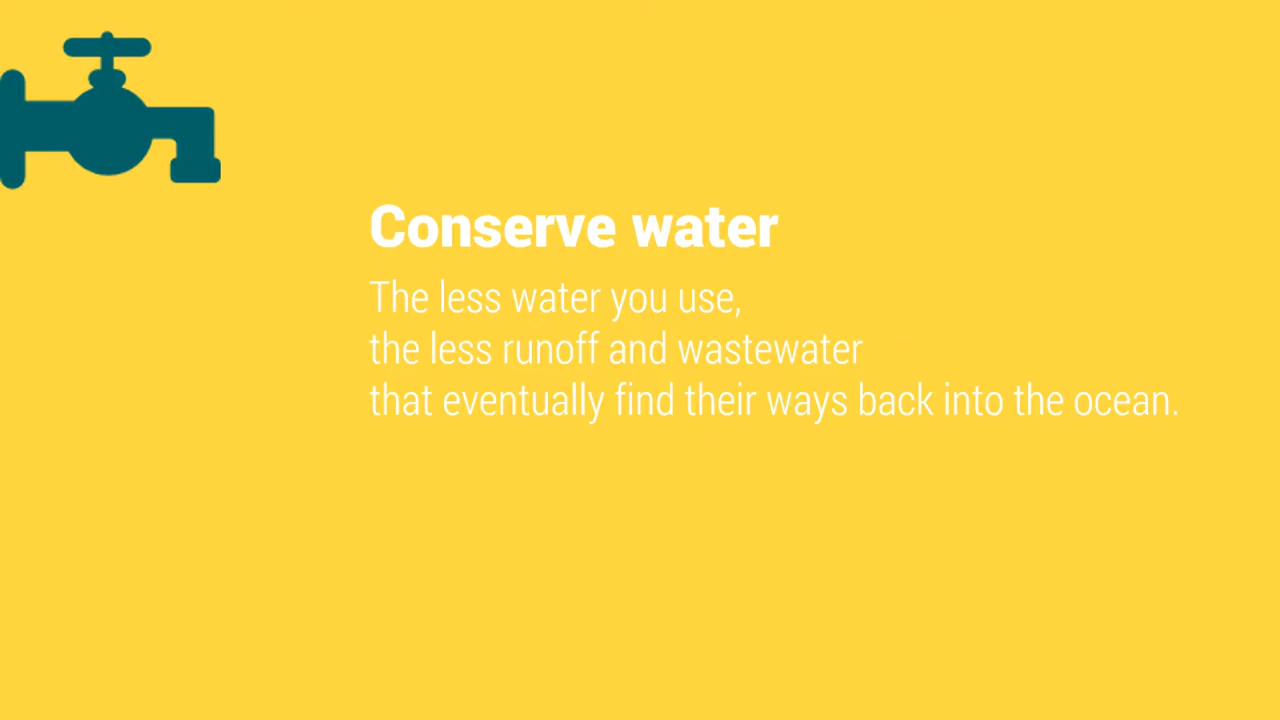 Conserve water
The less water you use,
the less runoff and wastewater
that eventually find their ways back into the ocean.